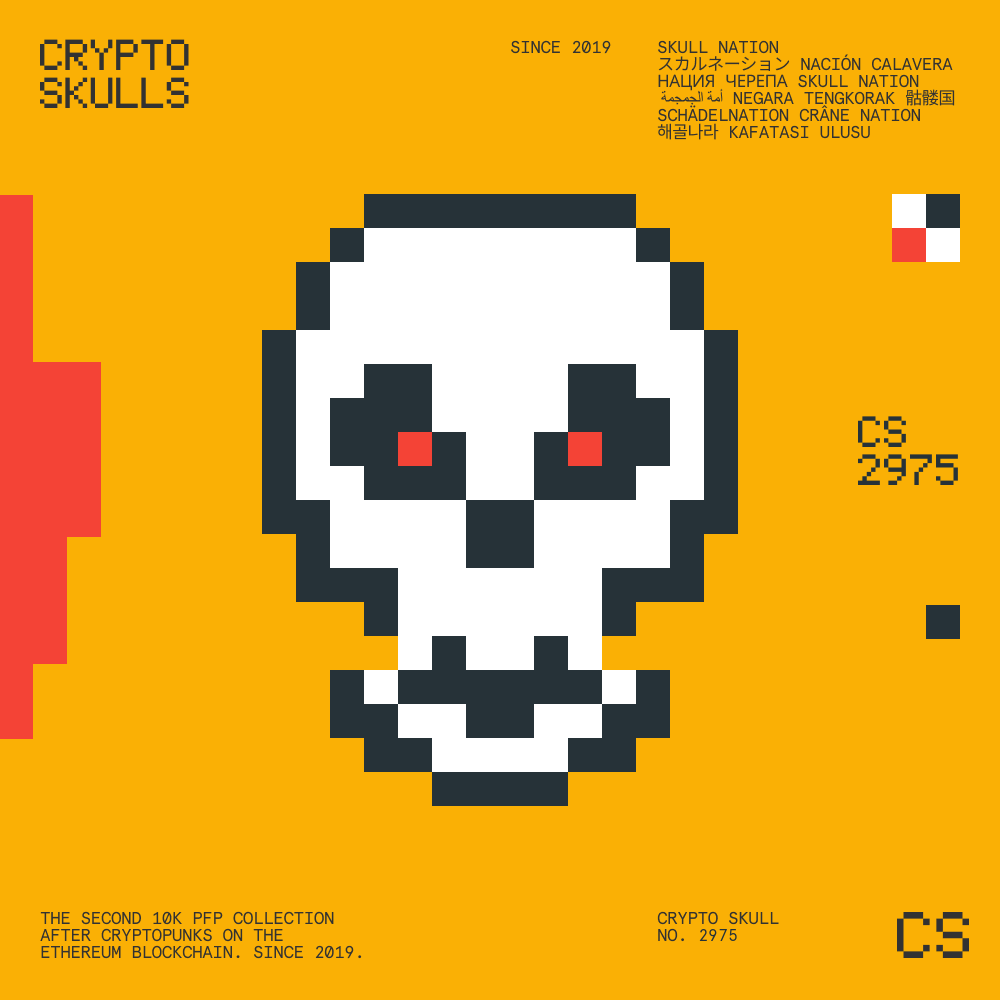 CRYPTO
SKULLS
SINCE 2019
SKULL NATION
スカルネーション NACIÓN CALAVERA
НАЦИЯ ЧЕРЕПА SKULL NATION
أمة الجمجمة NEGARA TENGKORAK 骷髅国
SCHÄDELNATION CRÂNE NATION
해골나라 KAFATASI ULUSU
CS
2975
THE SECOND 10K PFP COLLECTION
AFTER CRYPTOPUNKS ON THE
ETHEREUM BLOCKCHAIN. SINCE 2019.
CRYPTO SKULL
NO. 2975
CS